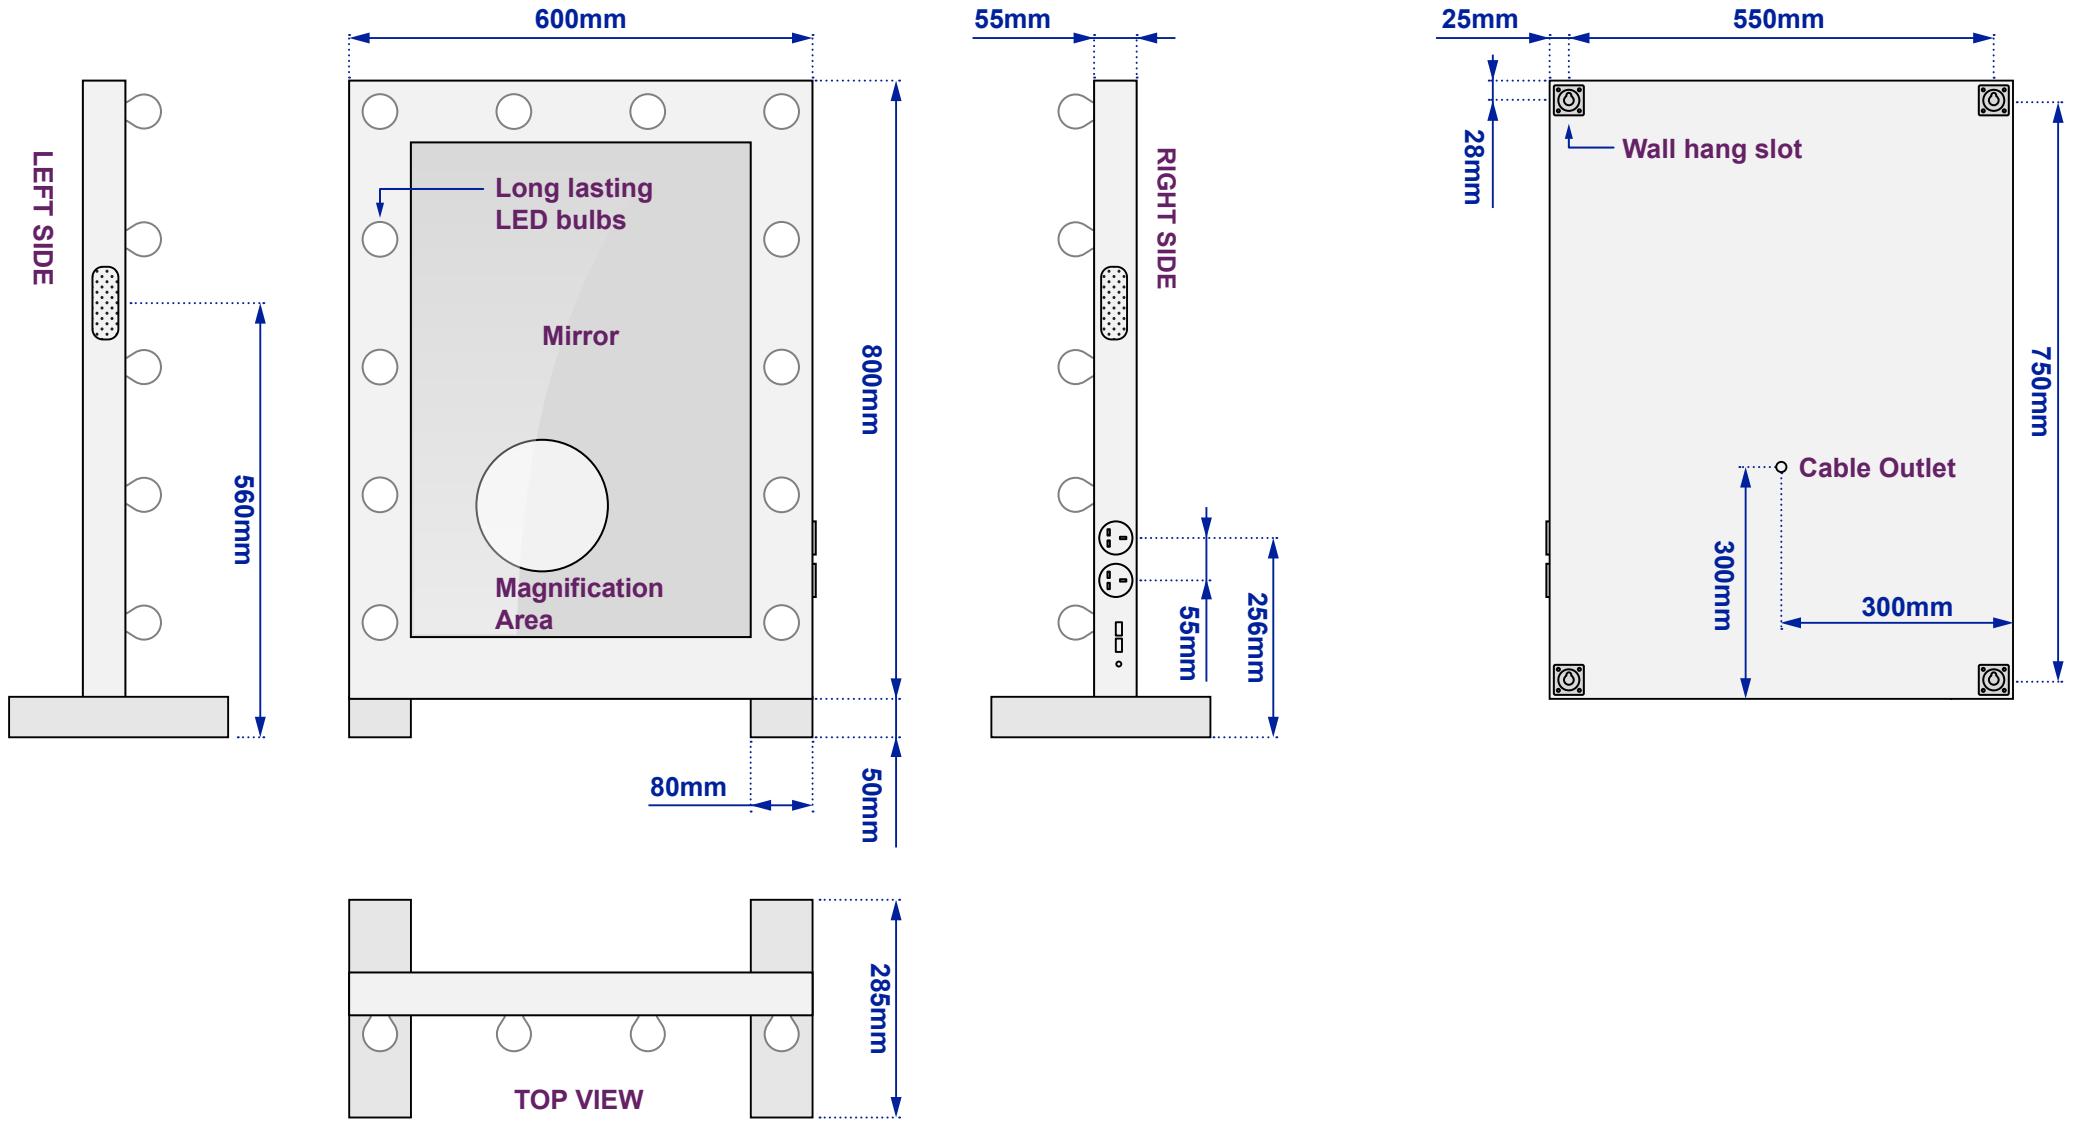 600mm
55mm
25mm
550mm
LEFT SIDE
Long lasting
LED bulbs
Mirror
Magnification
Area
560mm
800mm
50mm
80mm
RIGHT SIDE
55mm
256mm
28mm
Wall hang slot
750mm
Cable Outlet
300mm
300mm
285mm
TOP VIEW